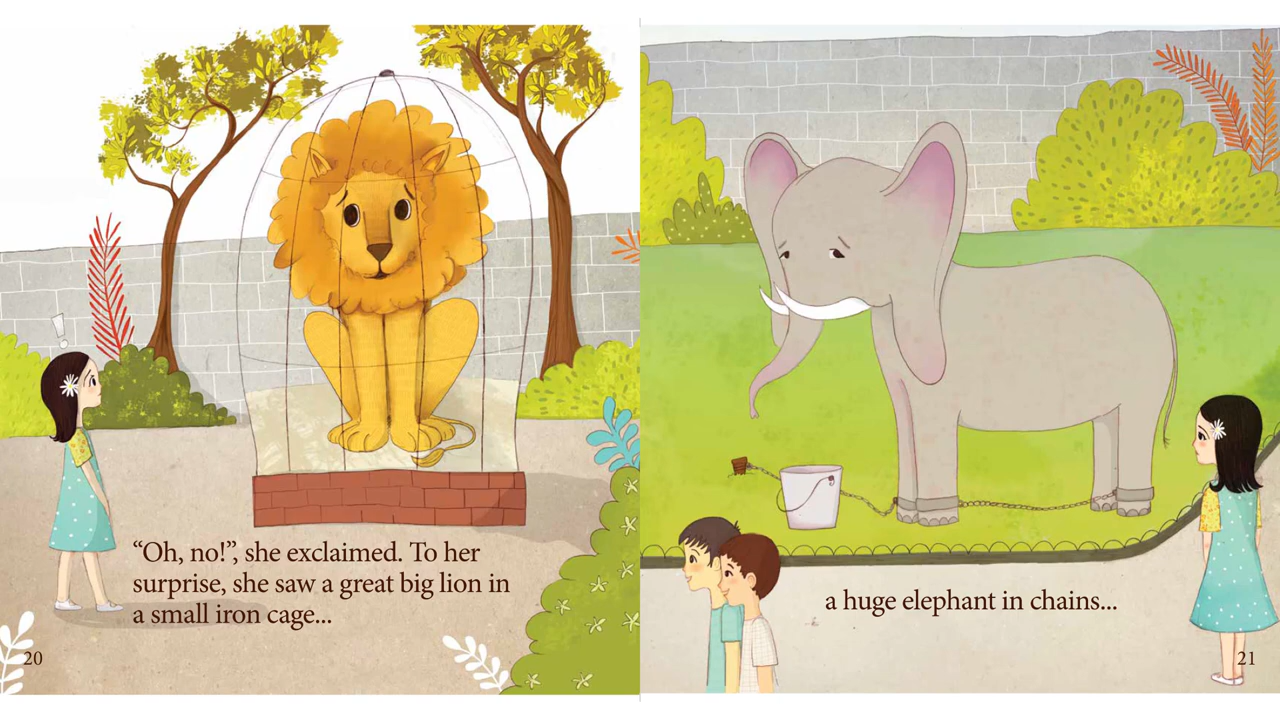 “Oh, no!”, she exclaimed. To her
surprise, she saw a great big lion in
a small iron cage...
20
!
a huge elephant in chains...
21